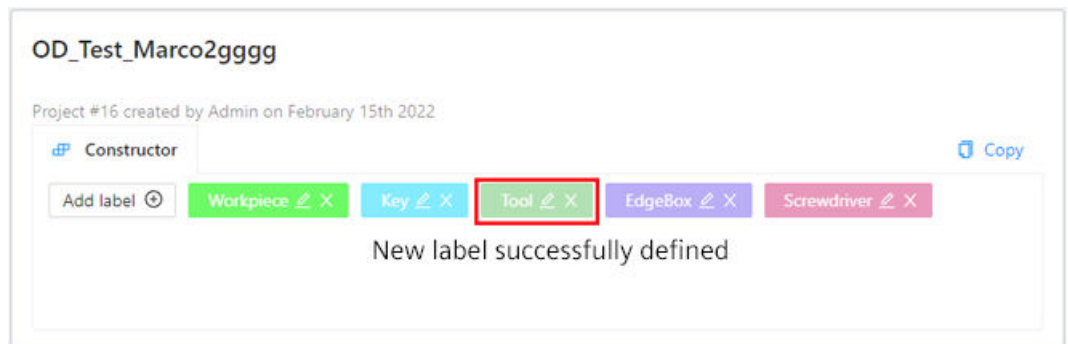 OD_Test_Marco2gggg
Project #16 created by Admin on February 15th 2022
Constructor
Copy
Add label Workpiece Key Tool EdgeBox Screwdriver
New label successfully defined